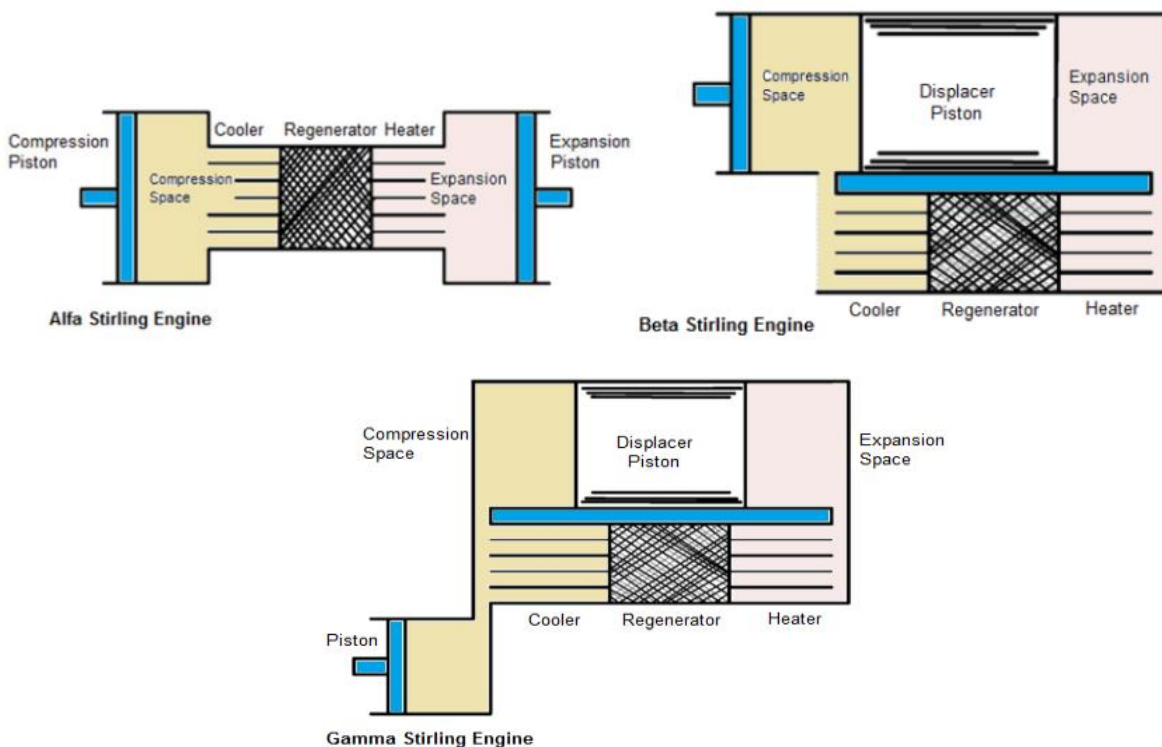 Compression
Piston
Cooler Regenerator Heater
Compression
Space
Expansion
Space
Expansion
Piston
Alfa Stirling Engine
Compression
Space
Displacer
Piston
Expansion
Space
Cooler Regenerator Heater
Beta Stirling Engine
Compression
Space
Displacer
Piston
Expansion
Space
Cooler Regenerator Heater
Piston
Gamma Stirling Engine